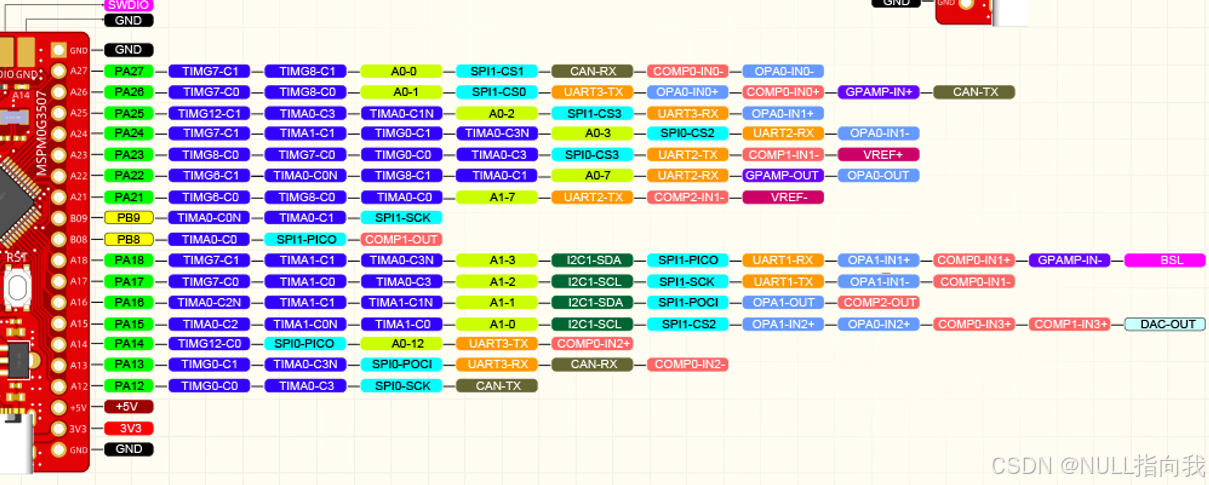 SWDIO
GND GND GND
GND GND
DIO GND
A27 PA27 TIMG7-C1 TIMG8-C1 A0-0 SPI1-CS1 CAN-RX COMP0-IN0- OPA0-IN0-
A14
A26 PA26 TIMG7-C0 TIMG8-C0 A0-1 SPI1-CS0 UART3-TX OPA0-IN0+ COMP0-IN0+ GPAMP-IN+ CAN-TX
MSPM0G3507
A25 PA25 TIMG12-C1 TIMA0-C3 TIMA0-C1N A0-2 SPI1-CS3 UART3-RX OPA0-IN1+
A24 PA24 TIMG7-C1 TIMA1-C1 TIMG0-C1 TIMA0-C3N A0-3 SPI0-CS2 UART2-RX OPA0-IN1-
A23 PA23 TIMG8-C0 TIMG7-C0 TIMG0-C0 TIMA0-C3 SPI0-CS3 UART2-TX COMP1-IN1- VREF+
A22 PA22 TIMG6-C1 TIMA0-C0N TIMG8-C1 TIMA0-C1 A0-7 UART2-RX GPAMP-OUT OPA0-OUT
A21 PA21 TIMG6-C0 TIMG8-C0 TIMA0-C0 A1-7 UART2-TX COMP2-IN1- VREF-
B09 PB9 TIMA0-C0N TIMA0-C1 SPI1-SCK
B08 PB8 TIMA0-C0 SPI1-PICO COMP1-OUT
RST
A18 PA18 TIMG7-C1 TIMA1-C1 TIMA0-C3N A1-3 I2C1-SDA SPI1-PICO UART1-RX OPA1-IN1+ COMP0-IN1+ GPAMP-IN- BSL
A17 PA17 TIMG7-C0 TIMA1-C0 TIMA0-C3 A1-2 I2C1-SCL SPI1-SCK UART1-TX OPA1-IN1- COMP0-IN1-
A16 PA16 TIMA0-C2N TIMA1-C1 TIMA1-C1N A1-1 I2C1-SDA SPI1-POCI OPA1-OUT COMP2-OUT
A15 PA15 TIMA0-C2 TIMA1-C0N TIMA1-C0 A1-0 I2C1-SCL SPI1-CS2 OPA1-IN2+ OPA0-IN2+ COMP0-IN3+ COMP1-IN3+ DAC-OUT
A14 PA14 TIMG12-C0 SPI0-PICO A0-12 UART3-TX COMP0-IN2+
A13 PA13 TIMG0-C1 TIMA0-C3N SPI0-POCI UART3-RX CAN-RX COMP0-IN2-
A12 PA12 TIMG0-C0 TIMA0-C3 SPI0-SCK CAN-TX
+5V +5V
3V3 3V3
GND GND
CSDN @NULL指向我